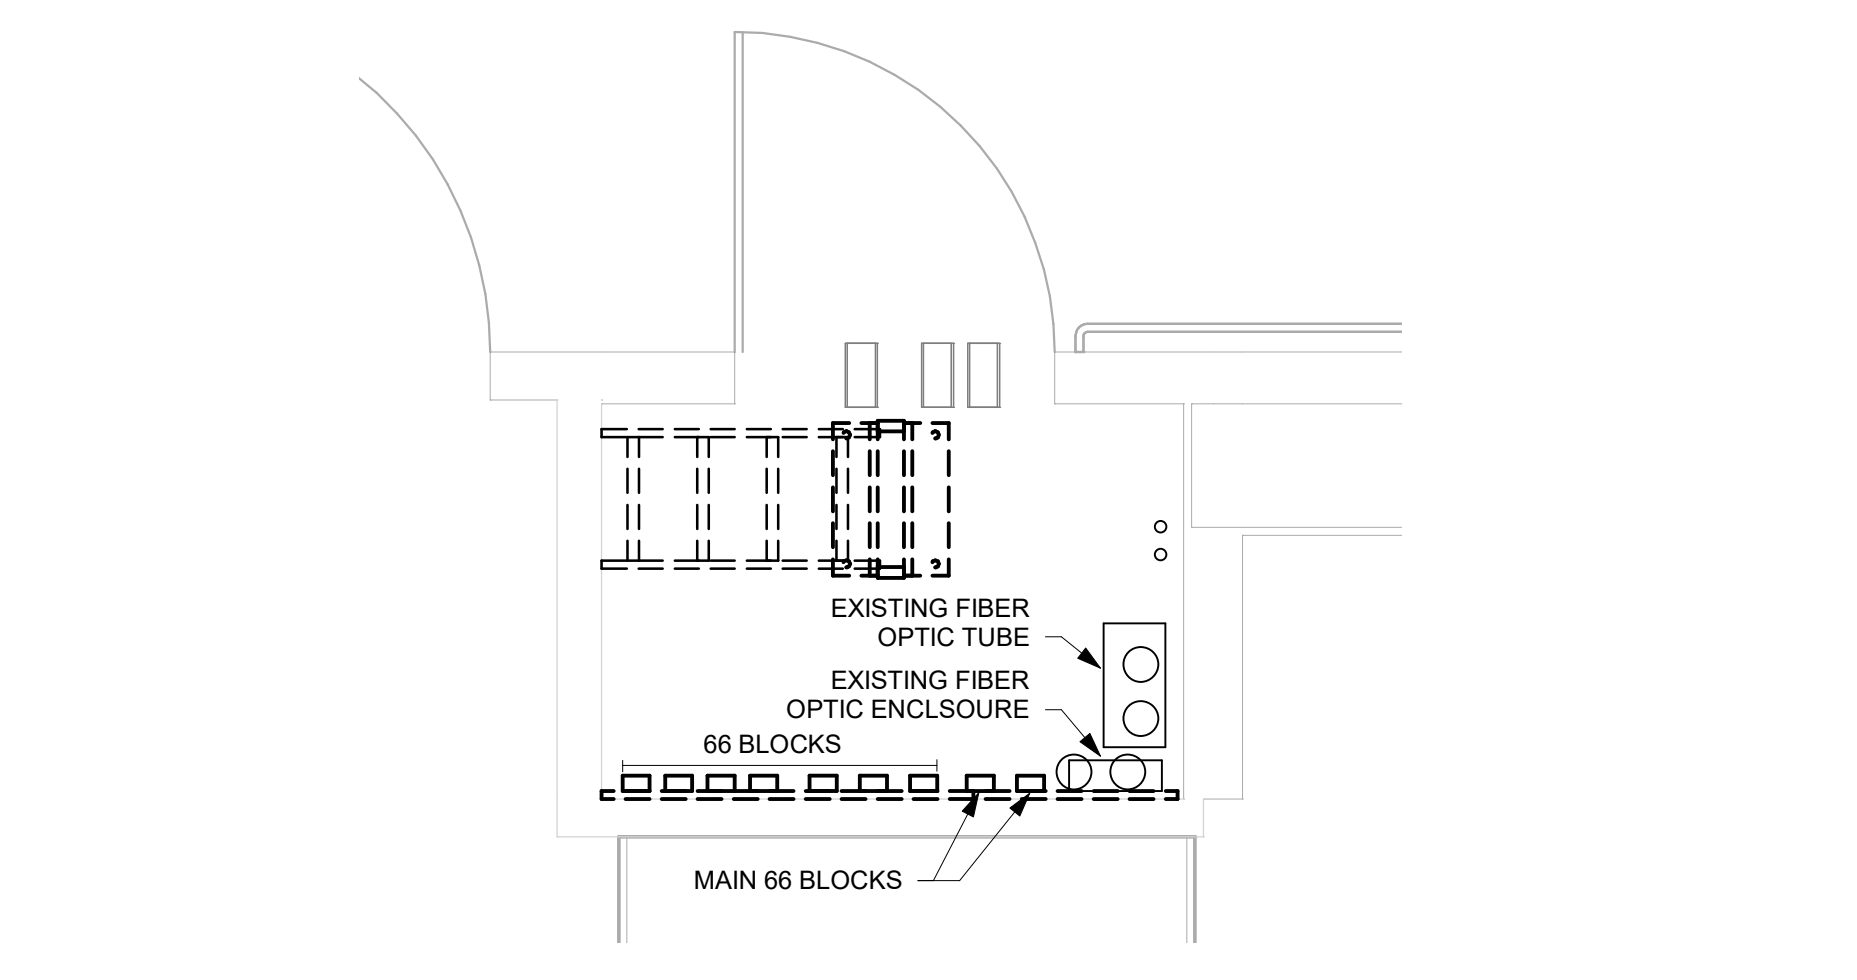 EXISTING FIBER
OPTIC TUBE
EXISTING FIBER
OPTIC ENCLSOURE
66 BLOCKS
MAIN 66 BLOCKS